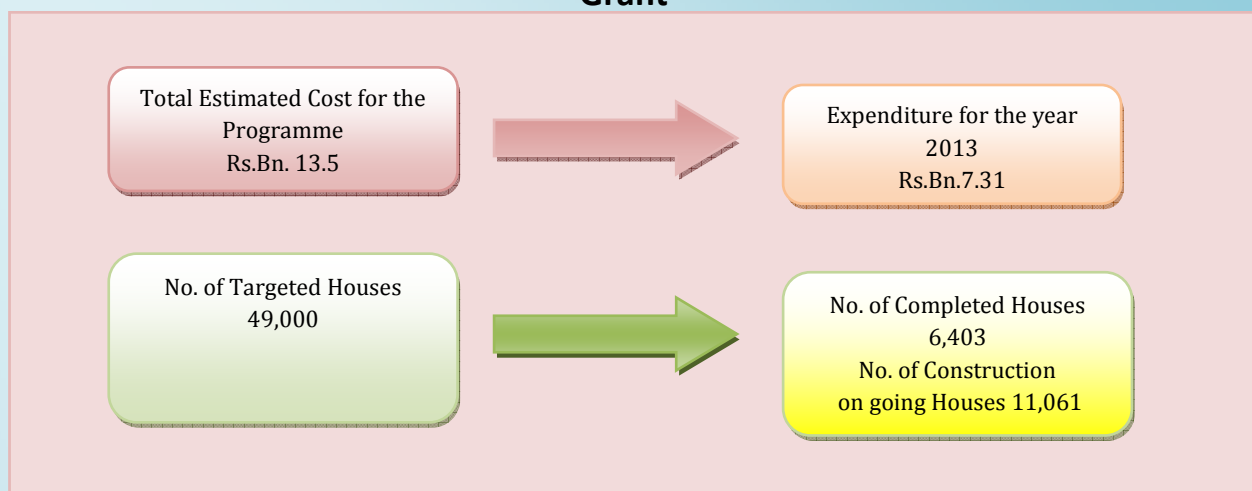 Grant
Total Estimated Cost for the
Programme
Rs.Bn. 13.5
Expenditure for the year
2013
Rs.Bn.7.31
No. of Targeted Houses
49,000
No. of Completed Houses
6,403
No. of Construction
on going Houses 11,061